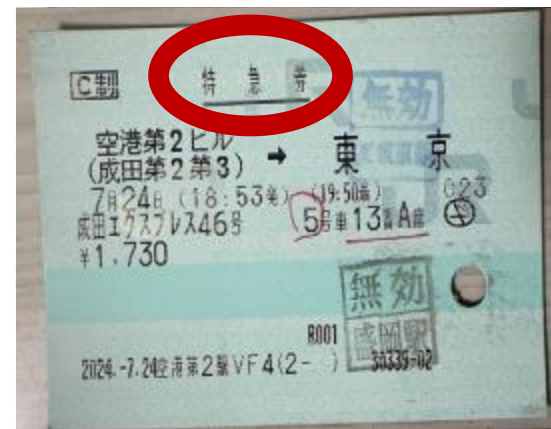 C制 特急券
無効
空港第2ビル → 東京
(成田第2第3)
7月24日 (18:53発) (19:50着) C23
成田エクスプレス46号 5号車13番A席
¥1,730
無効
盛岡駅
R001
2024.-7.24空港第2駅VF4(2- ) 30339-02